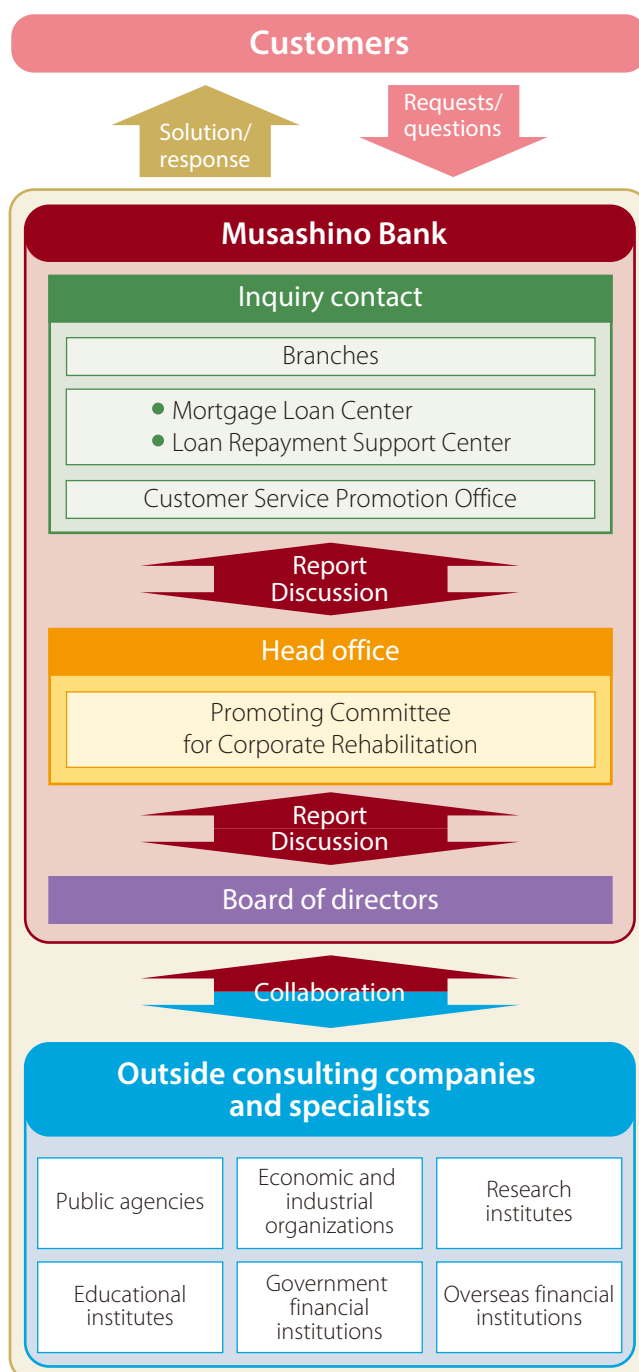 Customers
Solution/
response
Requests/
questions
Musashino Bank
Inquiry contact
Branches
● Mortgage Loan Center
● Loan Repayment Support Center
Customer Service Promotion Office
Report
Discussion
Head office
Promoting Committee
for Corporate Rehabilitation
Report
Discussion
Board of directors
Collaboration
Outside consulting companies
and specialists
Public agencies
Economic and
industrial
organizations
Research
institutes
Educational
institutes
Government
financial
institutions
Overseas financial
institutions